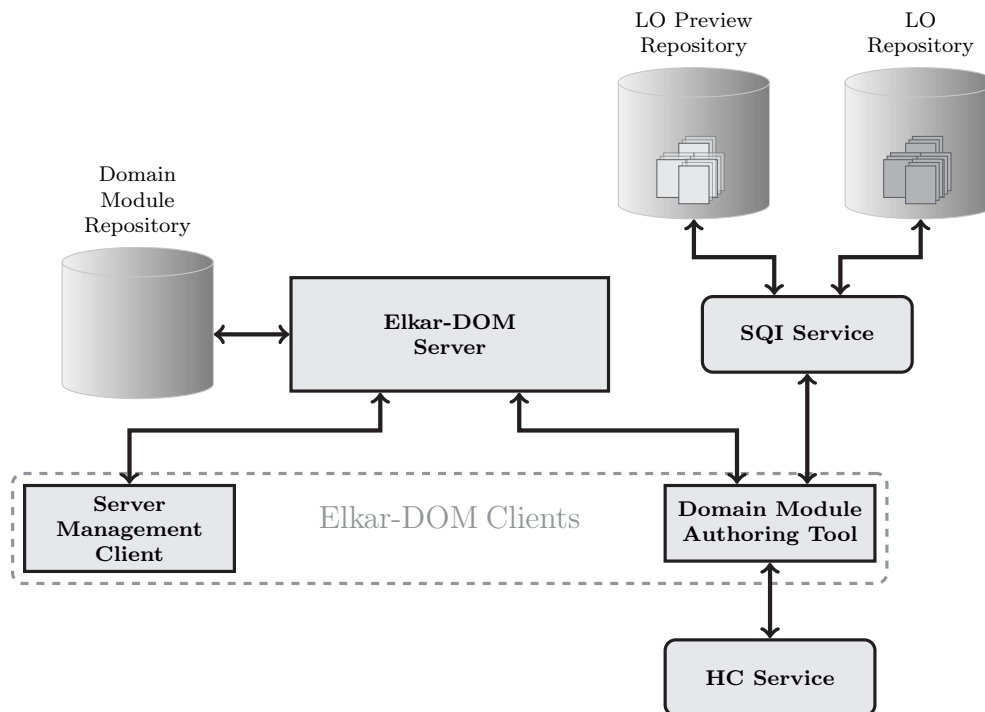 LO Preview
Repository
LO
Repository
Domain
Module
Repository
Elkar-DOM
Server
SQI Service
Server
Management
Client
Elkar-DOM Clients
Domain Module
Authoring Tool
HC Service